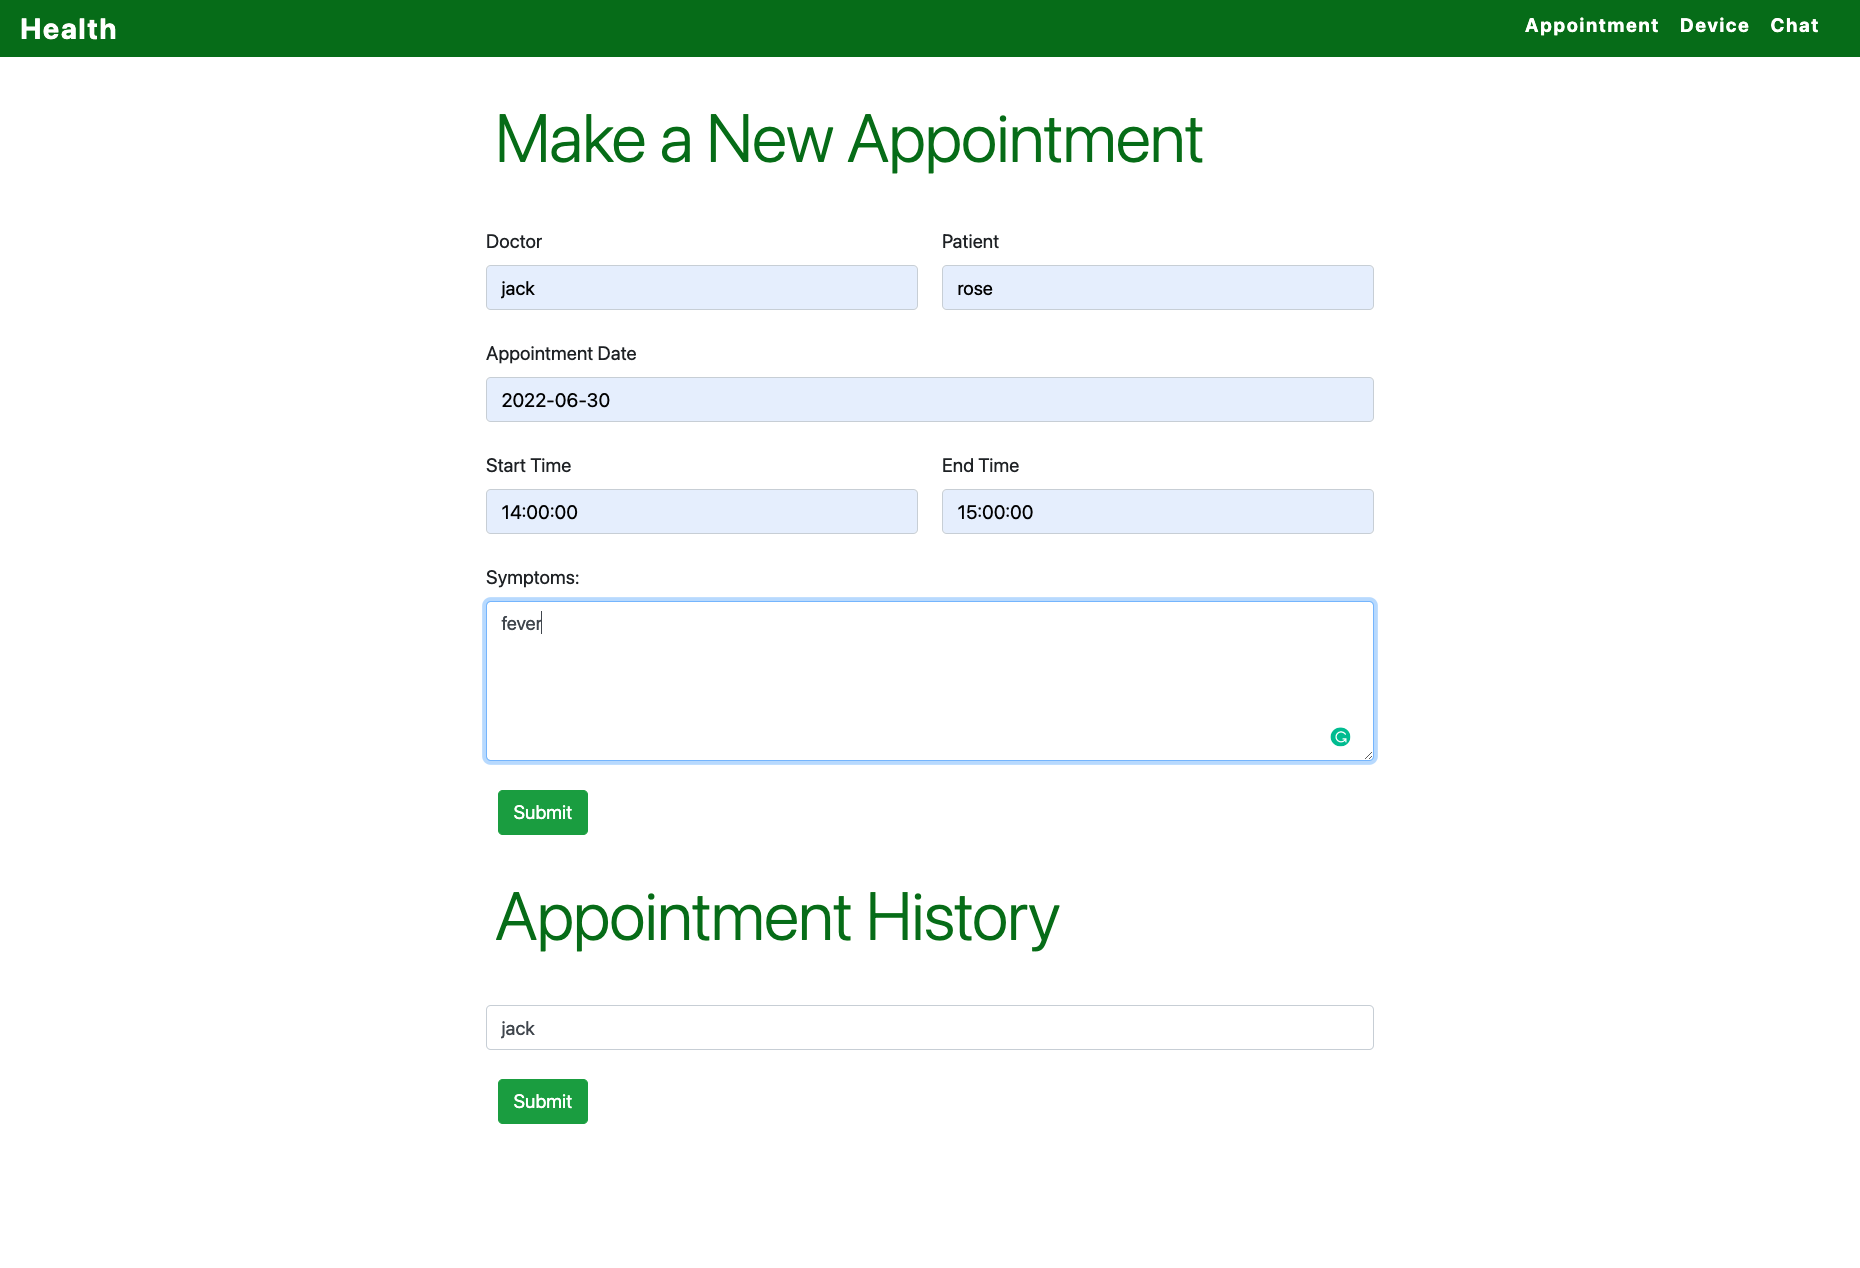 Health
Appointment Device Chat
Make a New Appointment
Doctor
Patient
jack
rose
Appointment Date
2022-06-30
Start Time
End Time
14:00:00
15:00:00
Symptoms:
fever
Submit
Appointment History
jack
Submit